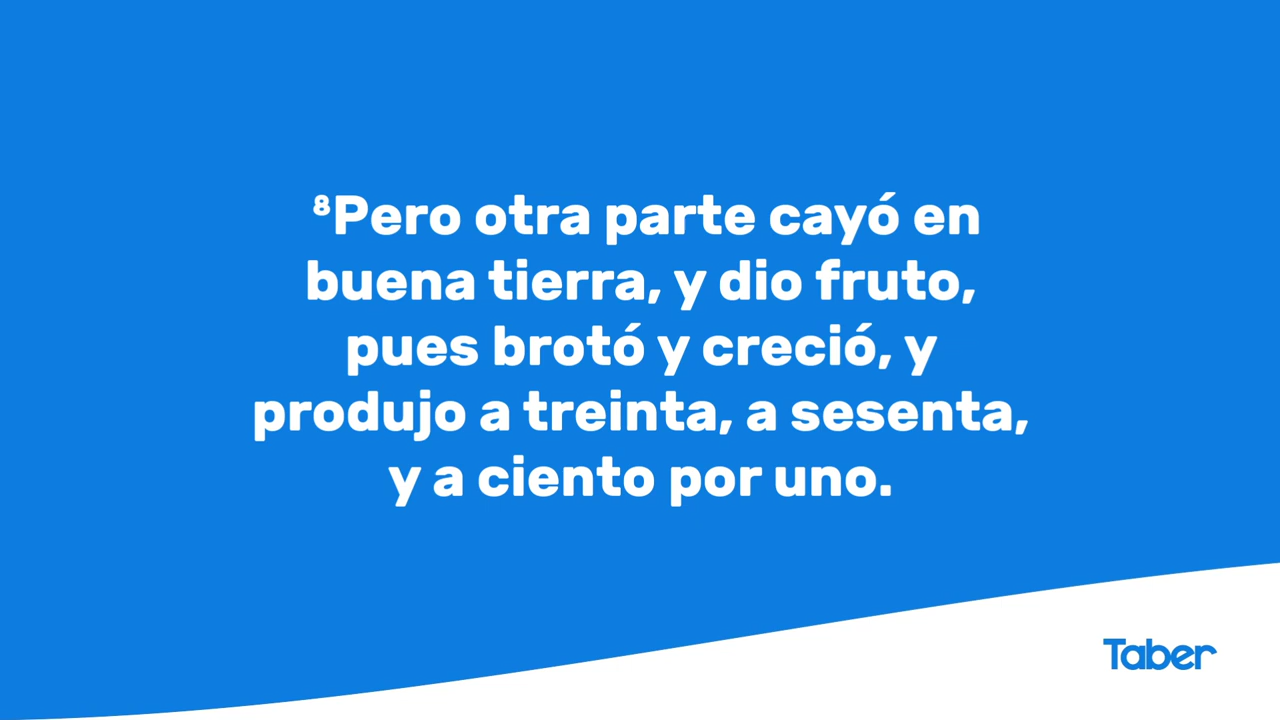 ⁸Pero otra parte cayó en
buena tierra, y dio fruto,
pues brotó y creció, y
produjo a treinta, a sesenta,
y a ciento por uno.
Taber